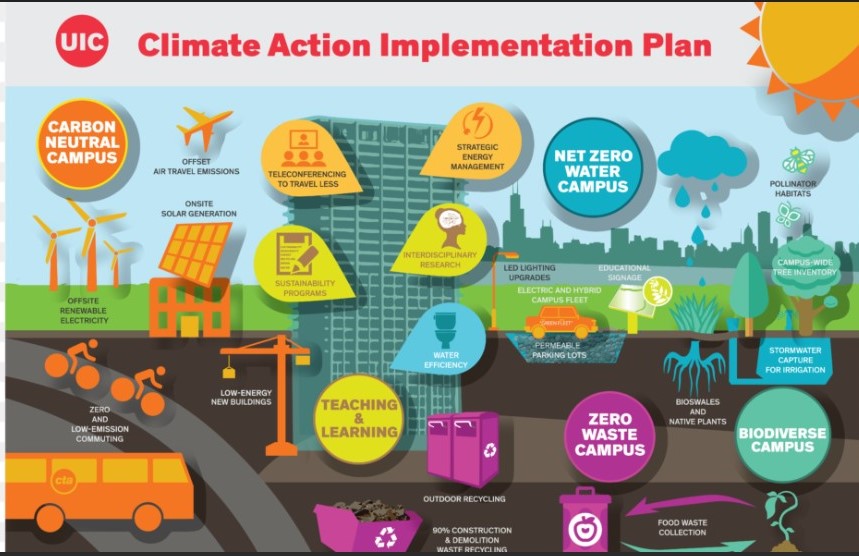 UIC
Climate Action Implementation Plan
CARBON
NEUTRAL
CAMPUS
OFFSET
AIR TRAVEL EMISSIONS
TELECONFERENCING
TO TRAVEL LESS
STRATEGIC
ENERGY
MANAGEMENT
NET ZERO
WATER
CAMPUS
POLLINATOR
HABITATS
ONSITE
SOLAR GENERATION
SUSTAINABILITY
PROGRAMS
INTERDISCIPLINARY
RESEARCH
LED LIGHTING
UPGRADES
EDUCATIONAL
SIGNAGE
CAMPUS-WIDE
TREE INVENTORY
OFFSITE
RENEWABLE
ELECTRICITY
ELECTRIC AND HYBRID
CAMPUS FLEET
PERMEABLE
PARKING LOTS
WATER
EFFICIENCY
STORMWATER
CAPTURE
FOR IRRIGATION
ZERO
AND
LOW-EMISSION
COMMUTING
LOW-ENERGY
NEW BUILDINGS
TEACHING
&
LEARNING
BIOSWALES
AND
NATIVE PLANTS
ZERO
WASTE
CAMPUS
BIODIVERSE
CAMPUS
cta
OUTDOOR RECYCLING
90% CONSTRUCTION
& DEMOLITION
WASTE RECYCLING
FOOD WASTE
COLLECTION